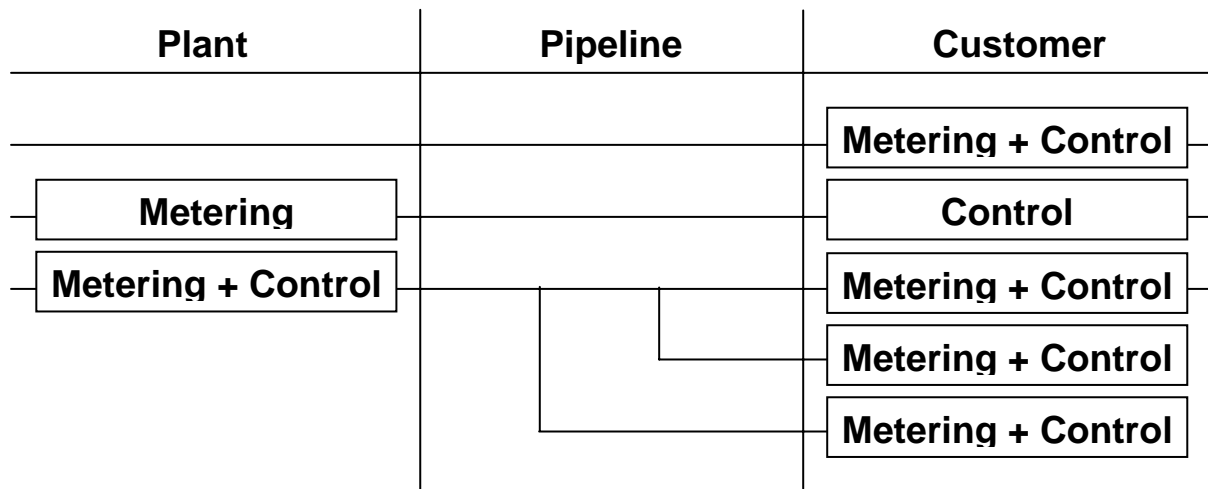 Plant Pipeline Customer
Metering + Control
Metering Control
Metering + Control Metering + Control
Metering + Control
Metering + Control